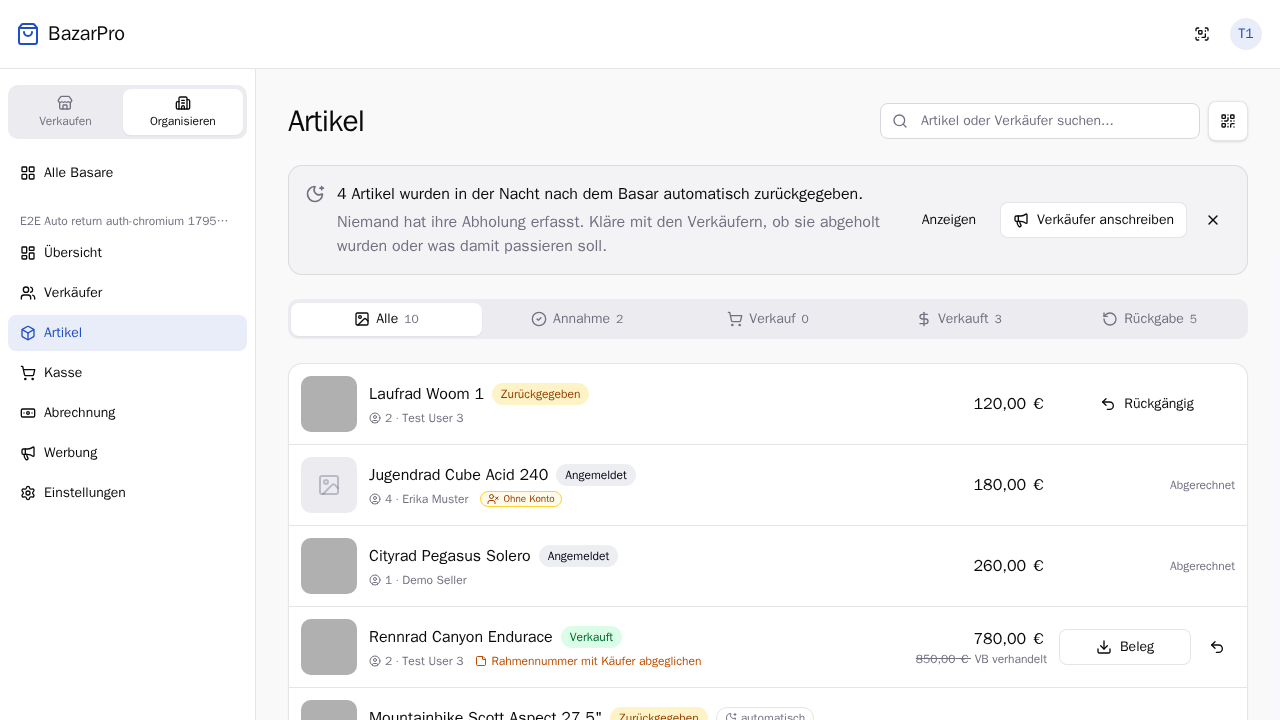 BazarPro
T1
Verkaufen
Organisieren
Alle Basare
E2E Auto return auth-chromium 1795…
Übersicht
Verkäufer
Artikel
Kasse
Abrechnung
Werbung
Einstellungen
Artikel
Artikel oder Verkäufer suchen...
4 Artikel wurden in der Nacht nach dem Basar automatisch zurückgegeben.
Niemand hat ihre Abholung erfasst. Kläre mit den Verkäufern, ob sie abgeholt
wurden oder was damit passieren soll.
Anzeigen
Verkäufer anschreiben
Alle 10
Annahme 2
Verkauf 0
Verkauft 3
Rückgabe 5
Laufrad Woom 1 Zurückgegeben
2 · Test User 3
120,00 €
Rückgängig
Jugendrad Cube Acid 240 Angemeldet
4 · Erika Muster Ohne Konto
180,00 €
Abgerechnet
Cityrad Pegasus Solero Angemeldet
1 · Demo Seller
260,00 €
Abgerechnet
Rennrad Canyon Endurace Verkauft
2 · Test User 3 Rahmennummer mit Käufer abgeglichen
780,00 €
850,00 € VB verhandelt
Beleg
Mountainbike Scott Aspect 27,5" Zurückgegeben automatisch